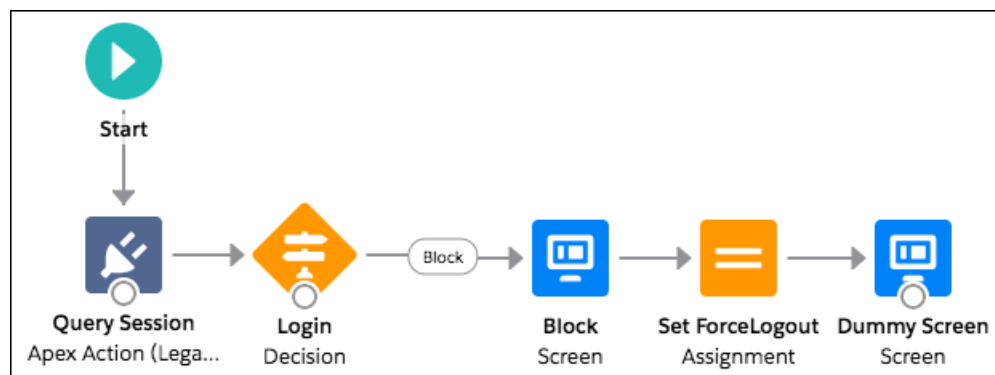 Start
Block
Query Session
Apex Action (Lega...
Login
Decision
Block
Screen
Set ForceLogout
Assignment
Dummy Screen
Screen